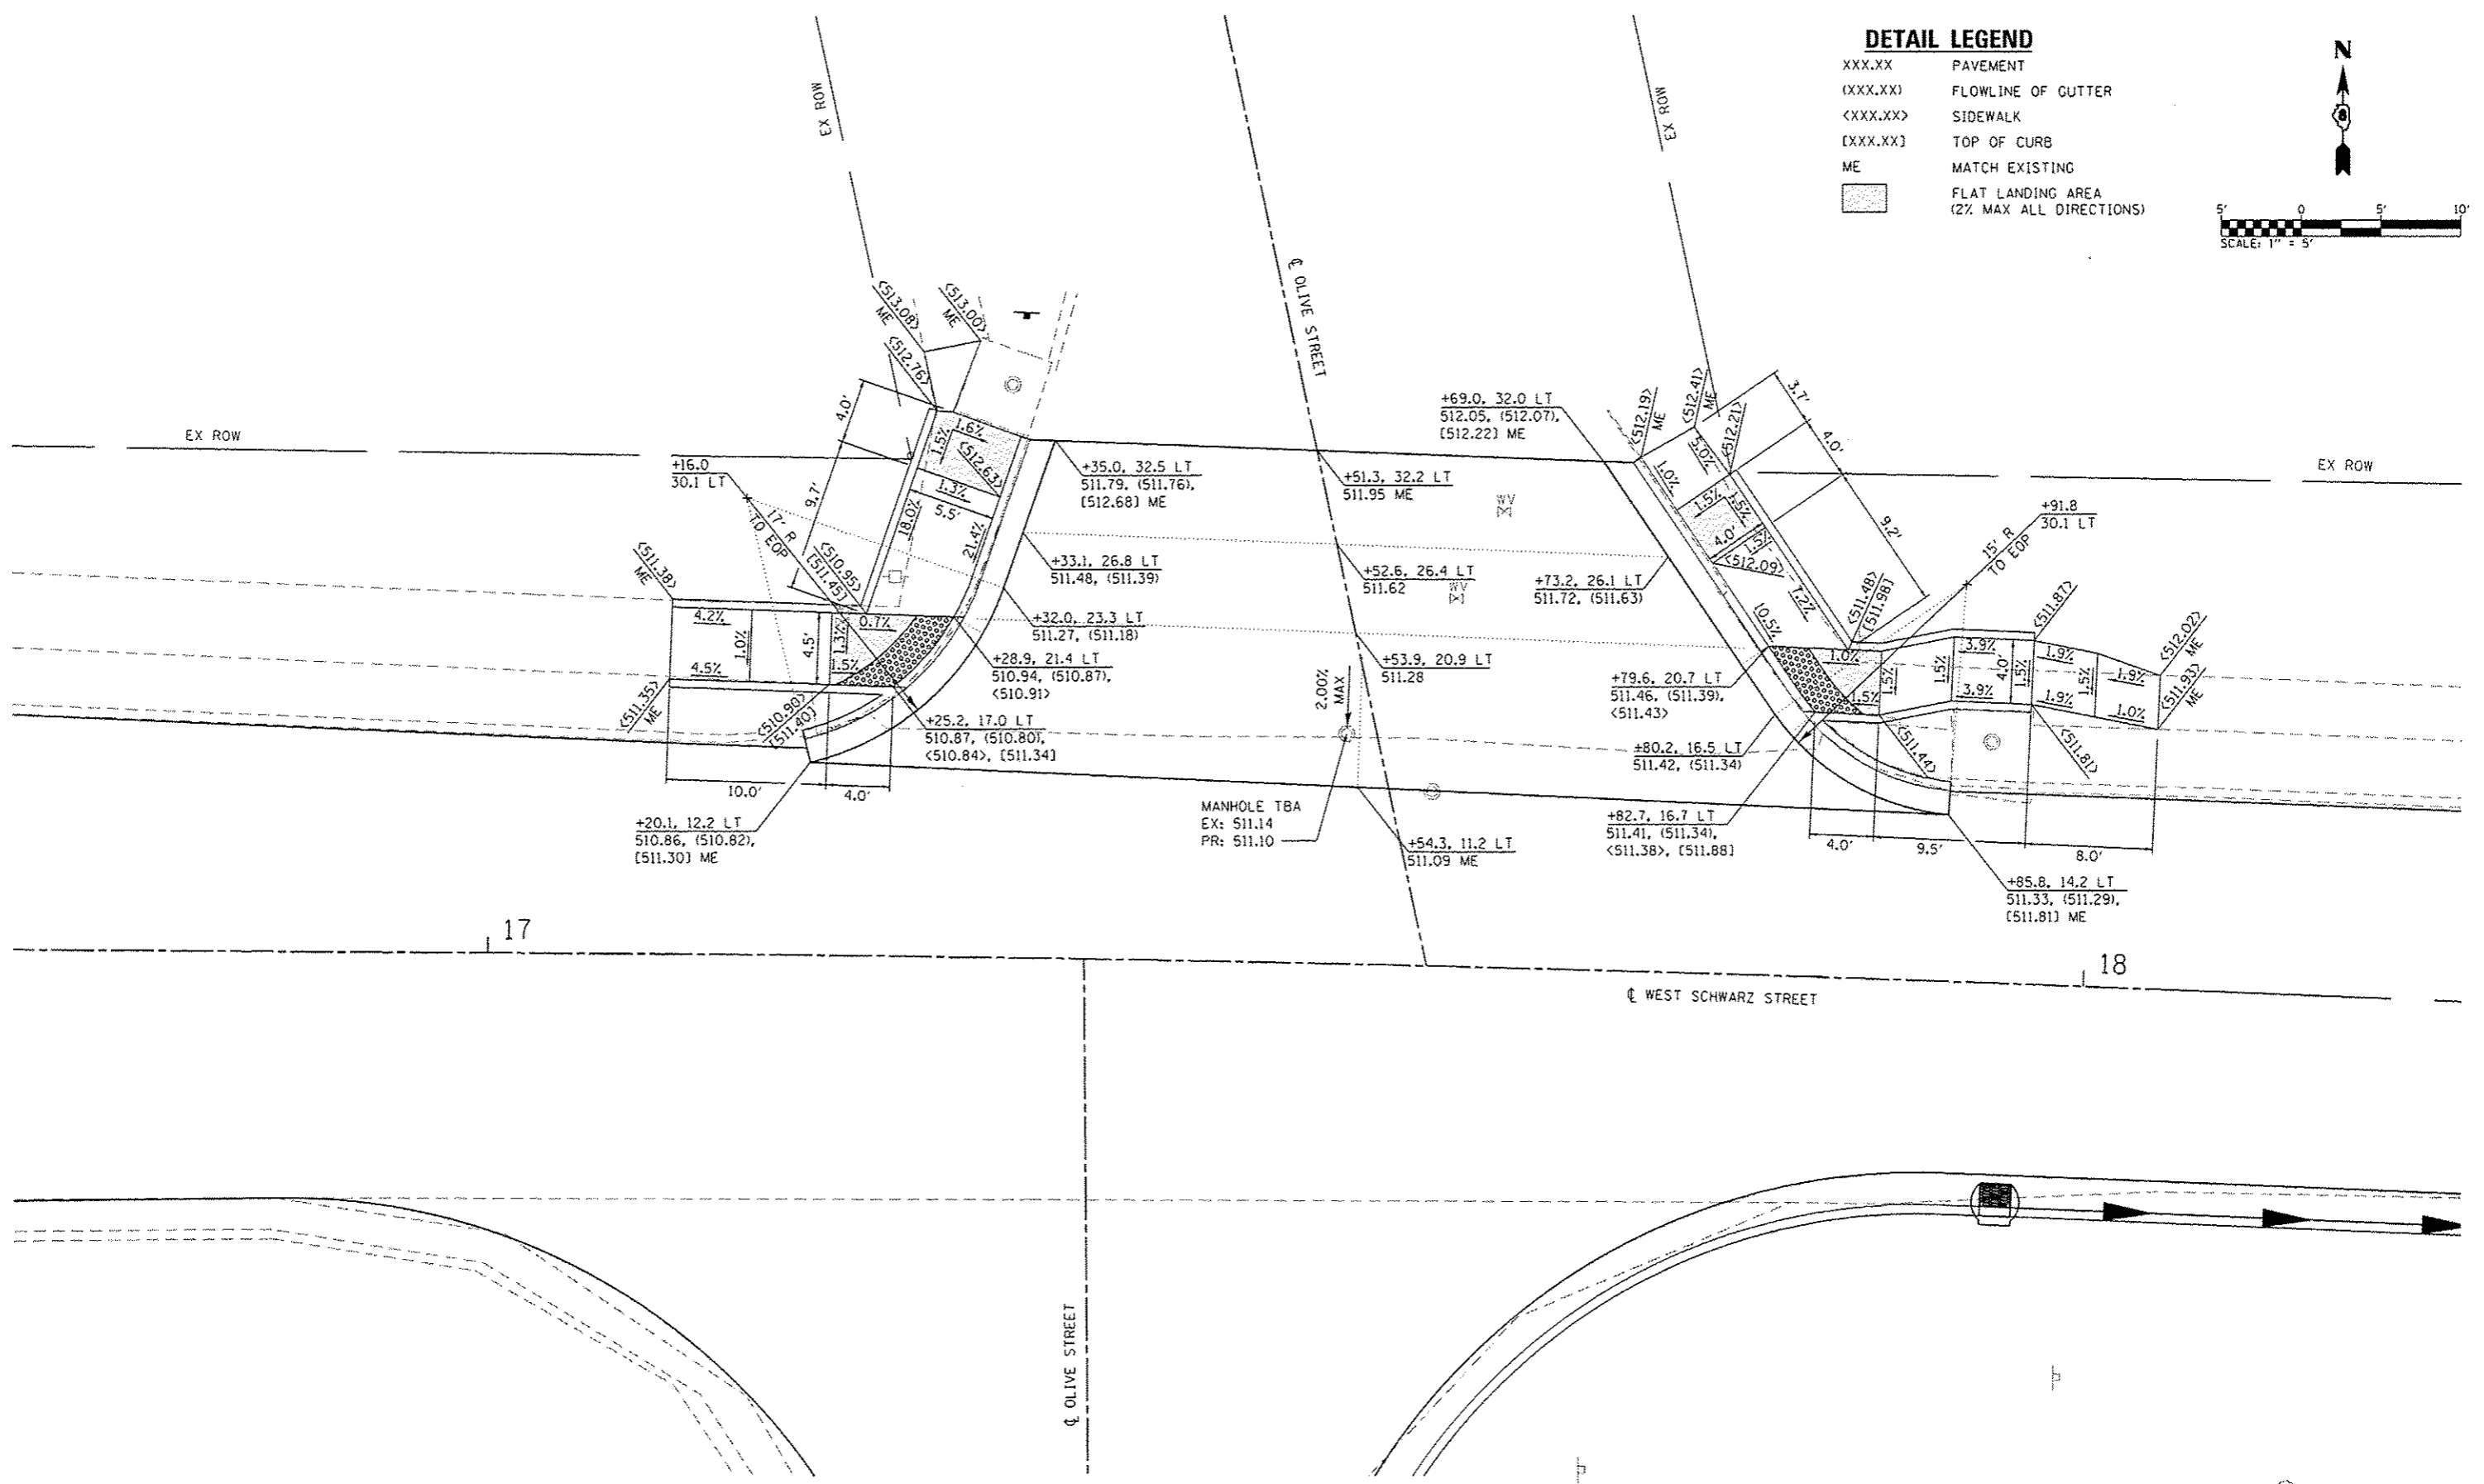 DETAIL LEGEND
XXX.XX PAVEMENT
(XXX.XX) FLOWLINE OF GUTTER
<XXX.XX> SIDEWALK
[XXX.XX] TOP OF CURB
ME MATCH EXISTING
FLAT LANDING AREA
(2% MAX ALL DIRECTIONS)
N
5' 0 5' 10'
SCALE: 1" = 5'
EX ROW
EX ROW
℄ OLIVE STREET
EX ROW
EX ROW
<513.08>
ME
<513.00>
ME
<512.76>
4.0'
9.7'
1.5%
1.6%
<512.63>
1.3%
5.5'
18.0%
21.4%
+16.0
30.1 LT
17' R
TO EOP
<510.95>
[511.45]
<511.38>
ME
4.2%
1.0%
4.5%
4.5'
1.3%
0.7%
1.5%
<511.35>
ME
<510.90>
[511.40]
10.0'
4.0'
+35.0, 32.5 LT
511.79, (511.76),
[512.68] ME
+33.1, 26.8 LT
511.48, (511.39)
+32.0, 23.3 LT
511.27, (511.18)
+28.9, 21.4 LT
510.94, (510.87),
<510.91>
+25.2, 17.0 LT
510.87, (510.80),
<510.84>, [511.34]
+20.1, 12.2 LT
510.86, (510.82),
[511.30] ME
+51.3, 32.2 LT
511.95 ME
WV
+52.6, 26.4 LT
511.62
WV
+53.9, 20.9 LT
511.28
2.00%
MAX
MANHOLE TBA
EX: 511.14
PR: 511.10
+54.3, 11.2 LT
511.09 ME
+69.0, 32.0 LT
512.05, (512.07),
[512.22] ME
+73.2, 26.1 LT
511.72, (511.63)
+79.6, 20.7 LT
511.46, (511.39),
<511.43>
+80.2, 16.5 LT
511.42, (511.34)
+82.7, 16.7 LT
511.41, (511.34),
<511.38>, [511.88]
+85.8, 14.2 LT
511.33, (511.29),
[511.81] ME
<512.19>
ME
<512.41>
ME
<512.21>
3.7'
4.0'
9.2'
1.0%
5.0%
1.5%
1.5%
4.0'
1.5%
<512.09>
10.5%
7.2%
<511.48>
[511.98]
+91.8
30.1 LT
15' R
TO EOP
<511.87>
<512.02>
ME
<511.93>
ME
1.0%
1.5%
1.5%
1.5%
3.9%
4.0'
1.5%
3.9%
1.9%
1.5%
1.9%
1.9%
1.0%
<511.44>
<511.81>
4.0'
9.5'
8.0'
17
18
℄ WEST SCHWARZ STREET
℄ OLIVE STREET